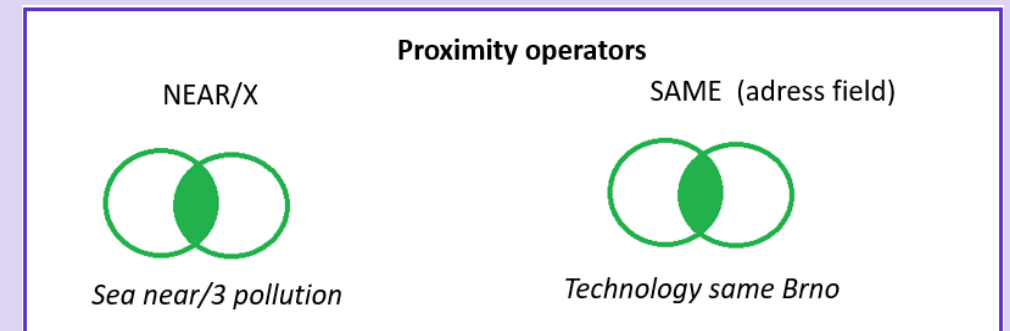 Proximity operators
NEAR/X
SAME (adress field)
Sea near/3 pollution
Technology same Brno